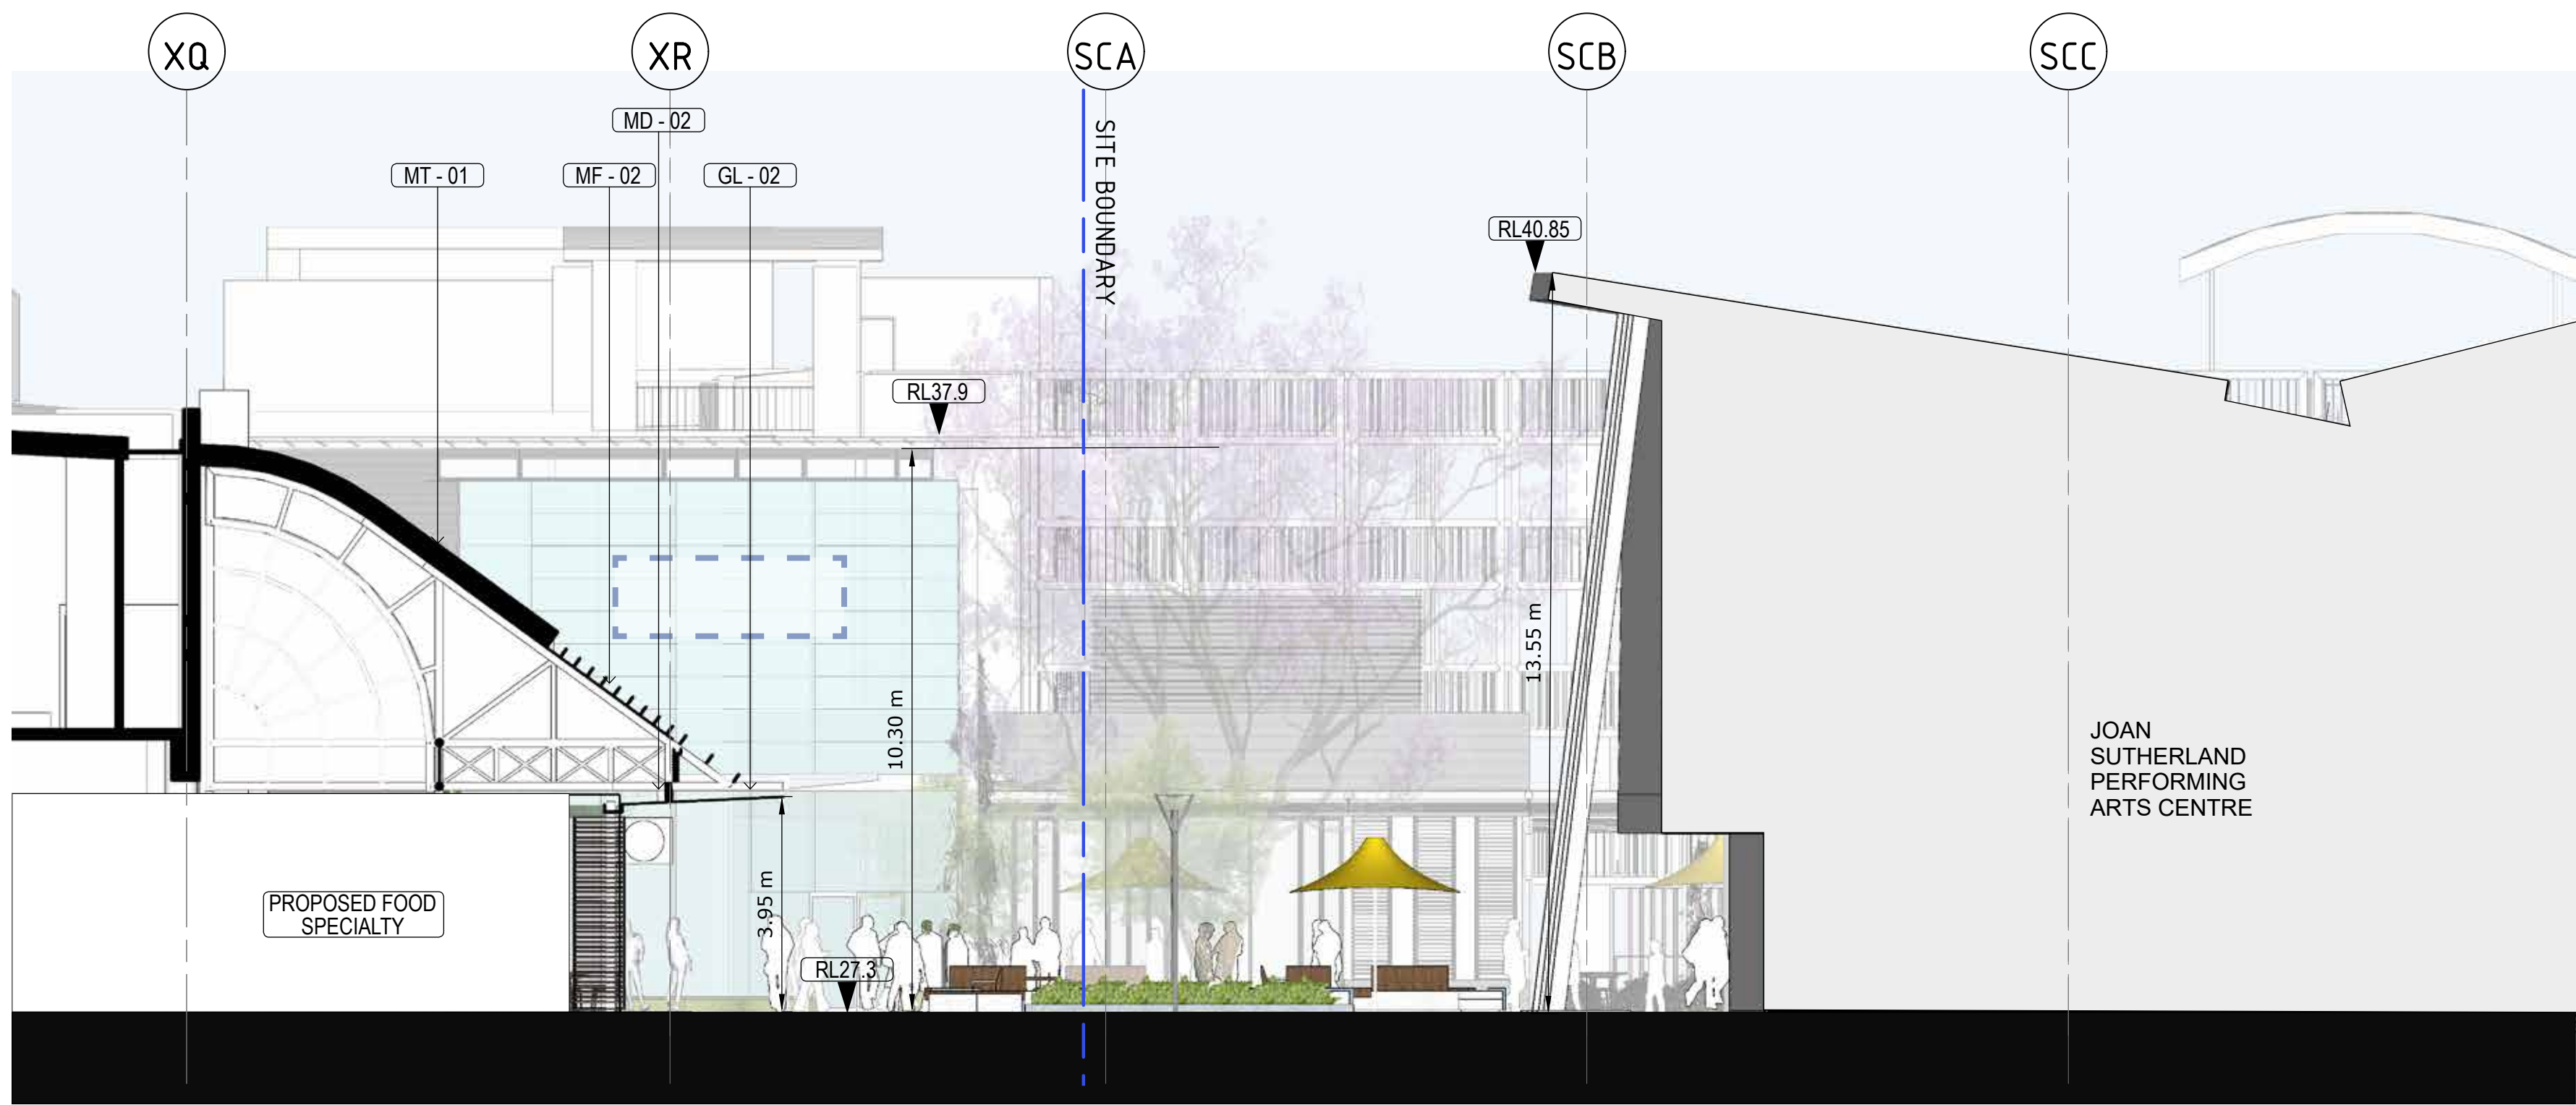 XQ
XR
SCA
SCB
SCC
MD - 02
MT - 01
MF - 02
GL - 02
SITE BOUNDARY
RL40.85
RL37.9
13.55 m
10.30 m
JOAN
SUTHERLAND
PERFORMING
ARTS CENTRE
3.95 m
PROPOSED FOOD
SPECIALTY
RL27.3